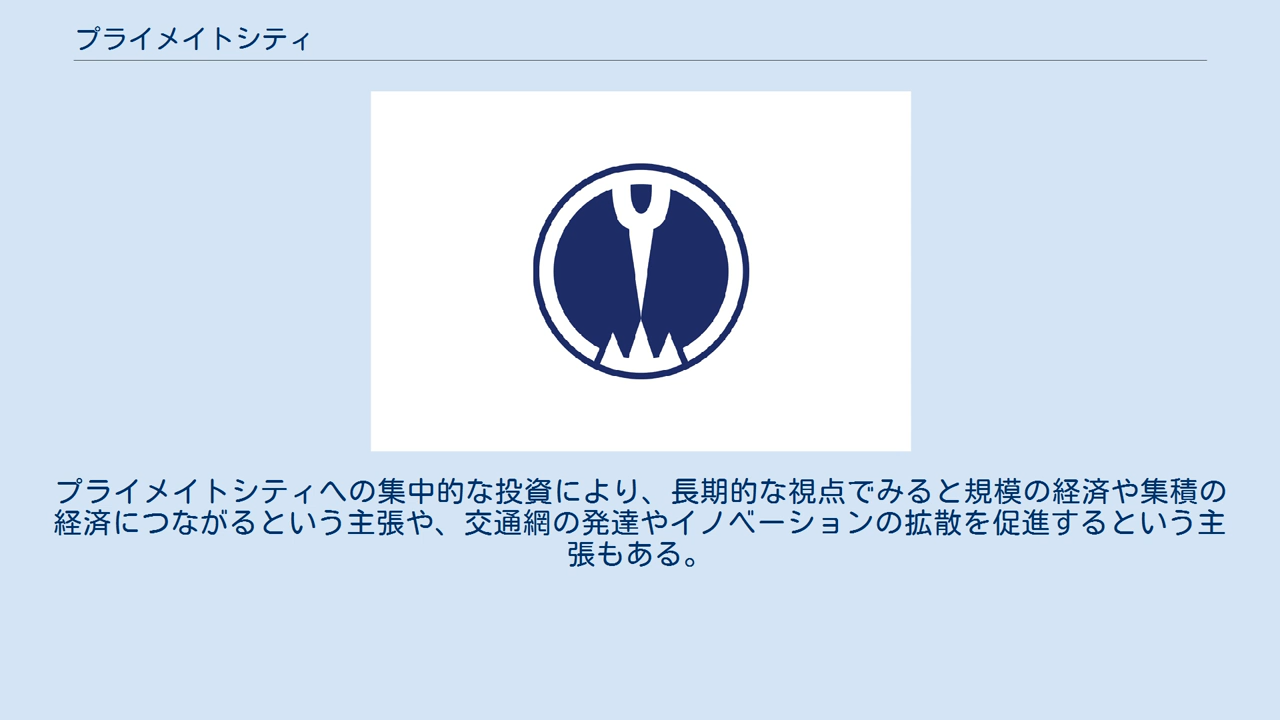 プライメイトシティ
プライメイトシティへの集中的な投資により、長期的な視点でみると規模の経済や集積の
経済につながるという主張や、交通網の発達やイノベーションの拡散を促進するという主
張もある。